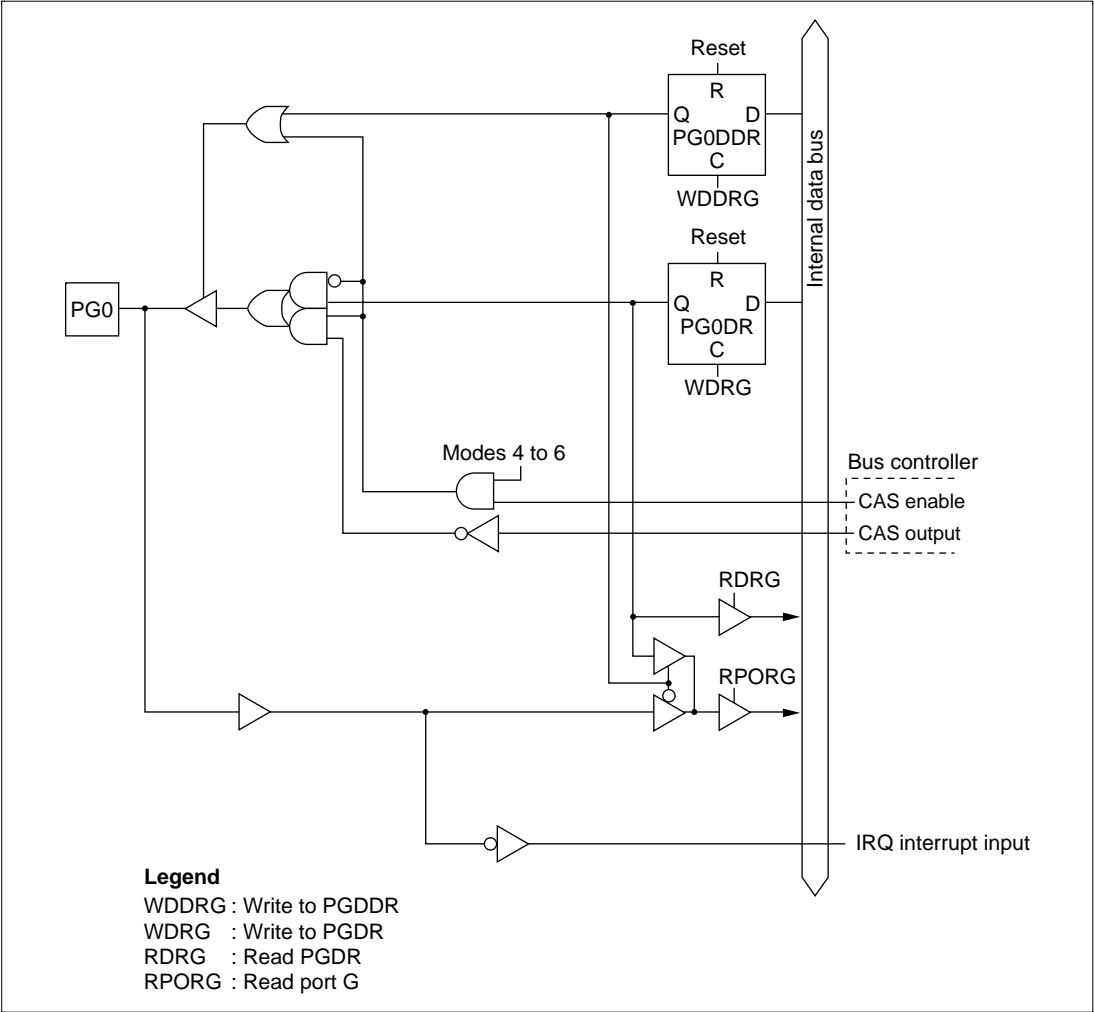 Reset
R
Q D
PG0DDR
C
WDDRG
Internal data bus
Reset
R
PG0
Q D
PG0DR
C
WDRG
Modes 4 to 6
Bus controller
CAS enable
CAS output
RDRG
RPORG
IRQ interrupt input
Legend
WDDRG : Write to PGDDR
WDRG : Write to PGDR
RDRG : Read PGDR
RPORG : Read port G